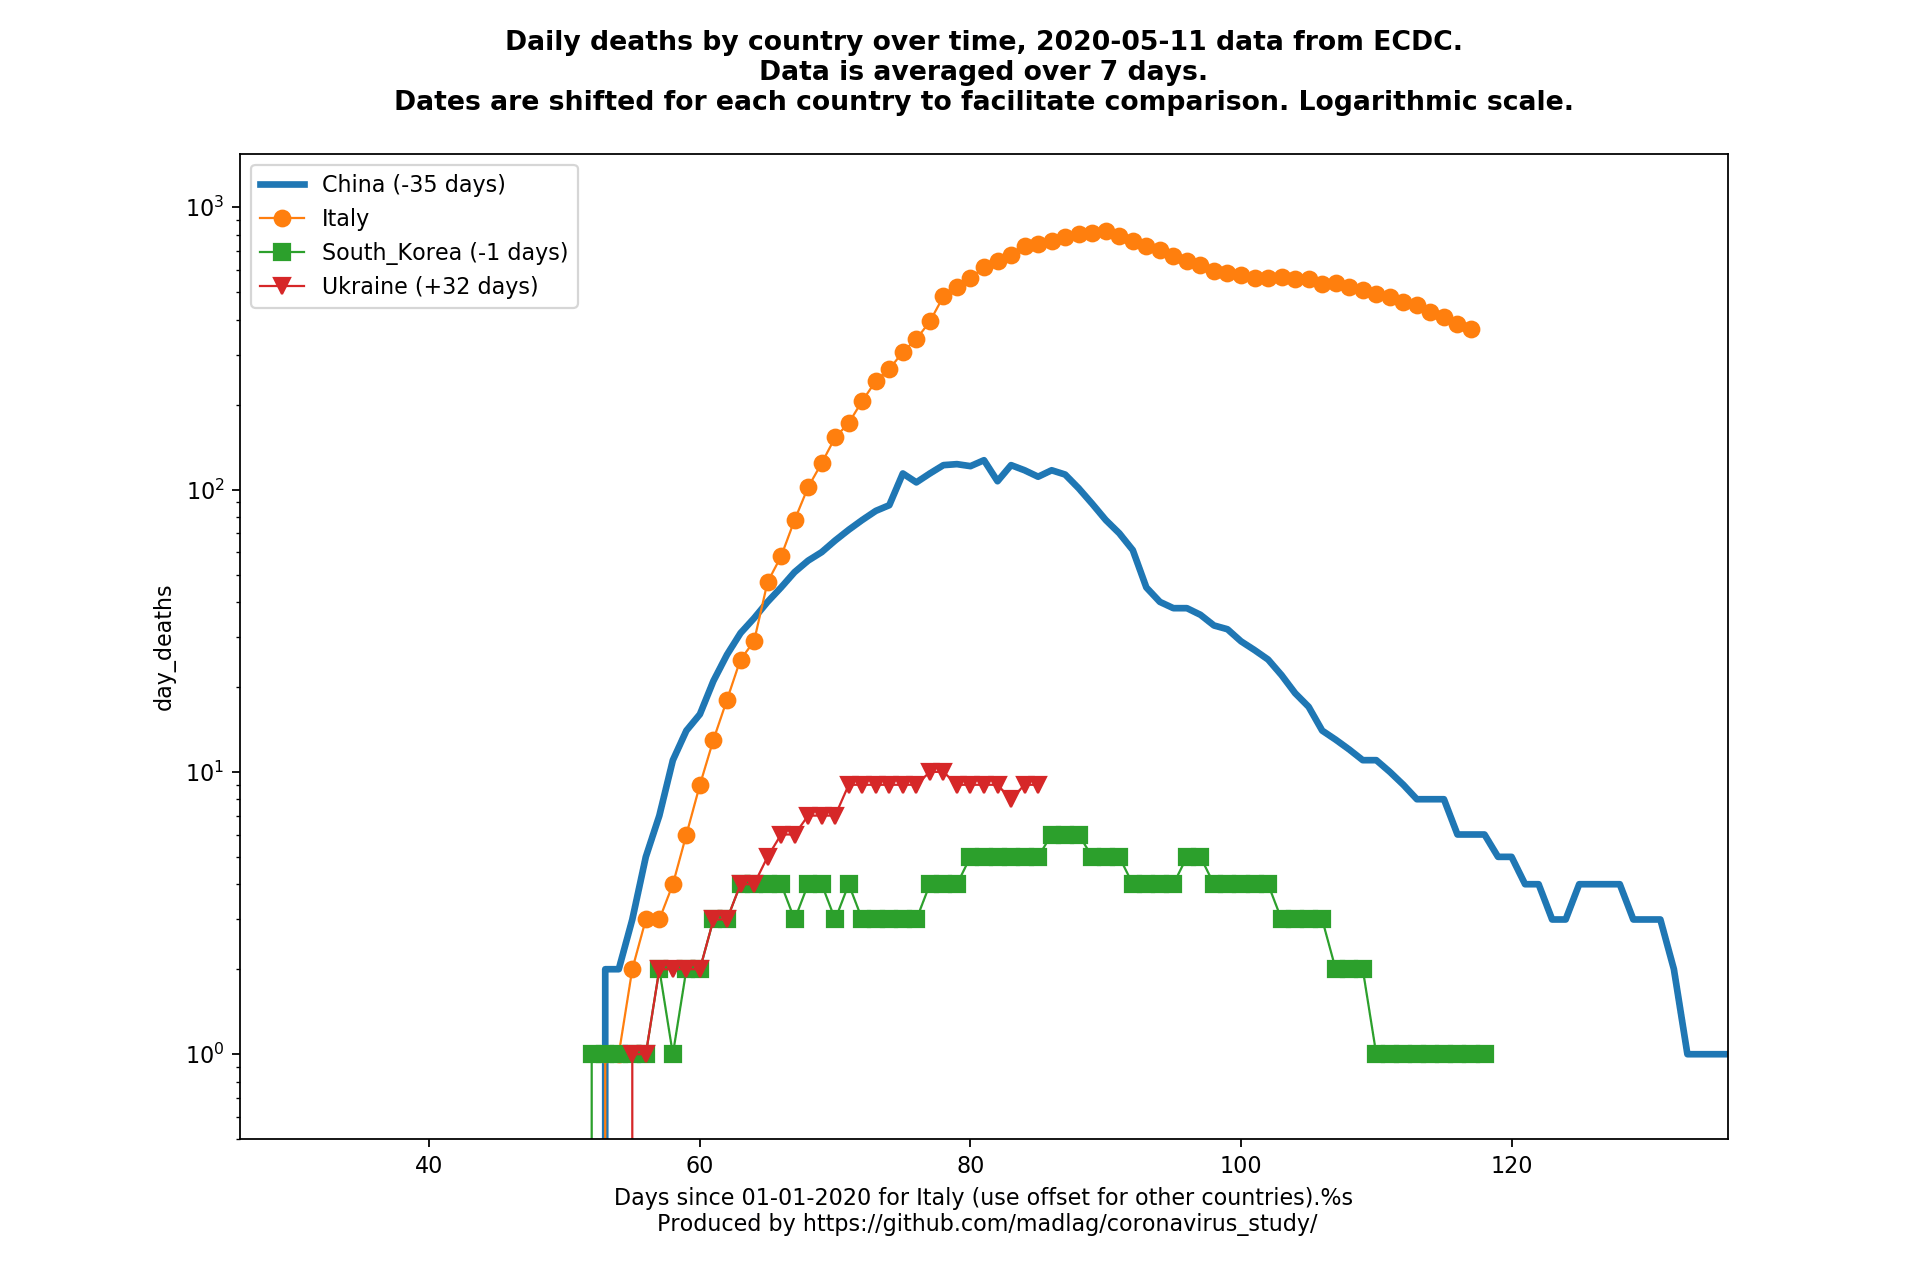 Daily deaths by country over time, 2020-05-11 data from ECDC.
Data is averaged over 7 days.
Dates are shifted for each country to facilitate comparison. Logarithmic scale.
China (-35 days)
Italy
South_Korea (-1 days)
Ukraine (+32 days)
10³
10²
10¹
10⁰
day_deaths
40 60 80 100 120
Days since 01-01-2020 for Italy (use offset for other countries).%s
Produced by https://github.com/madlag/coronavirus_study/